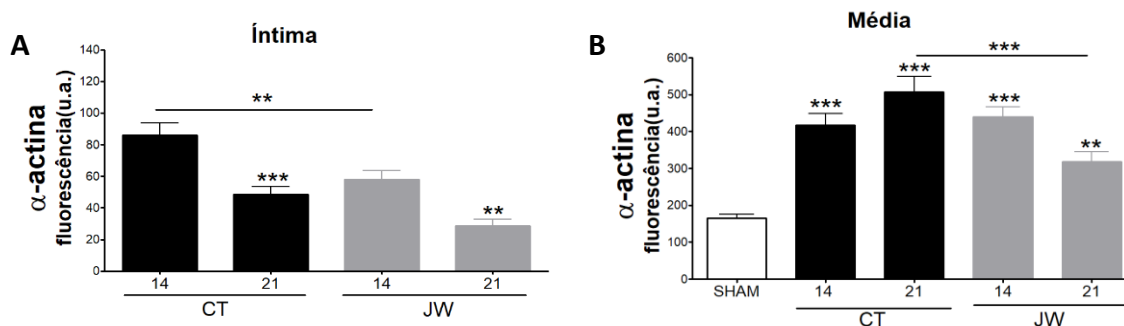 A
Íntima
α-actina
fluorescência(u.a.)
140
120
100
80
60
40
20
0
**
***
**
14
21
14
21
CT
JW
B
Média
α-actina
fluorescência(u.a.)
600
500
400
300
200
100
0
***
***
***
***
**
SHAM
14
21
14
21
CT
JW